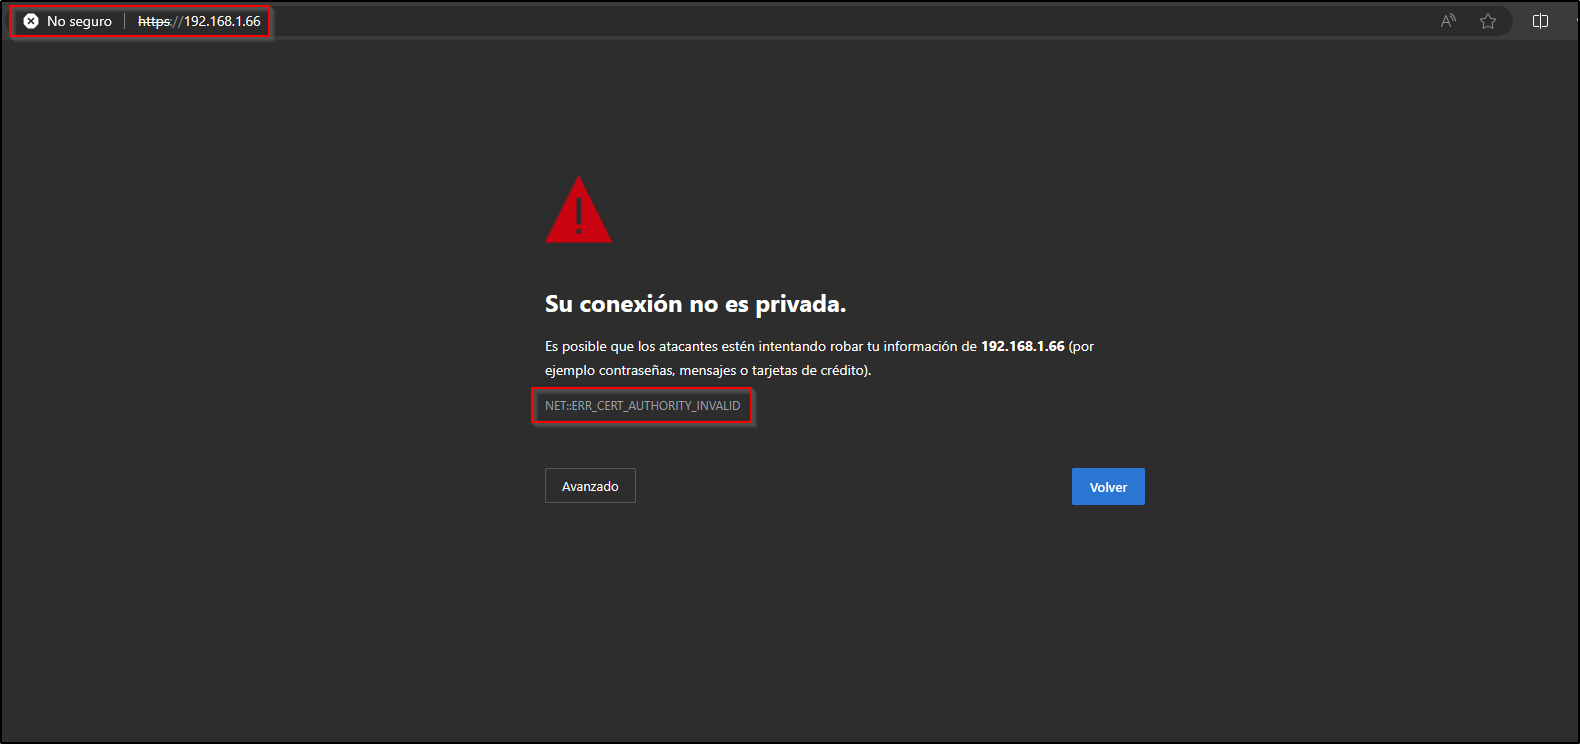 No seguro https://192.168.1.66
Su conexión no es privada.
Es posible que los atacantes estén intentando robar tu información de 192.168.1.66 (por
ejemplo contraseñas, mensajes o tarjetas de crédito).
NET::ERR_CERT_AUTHORITY_INVALID
Avanzado
Volver